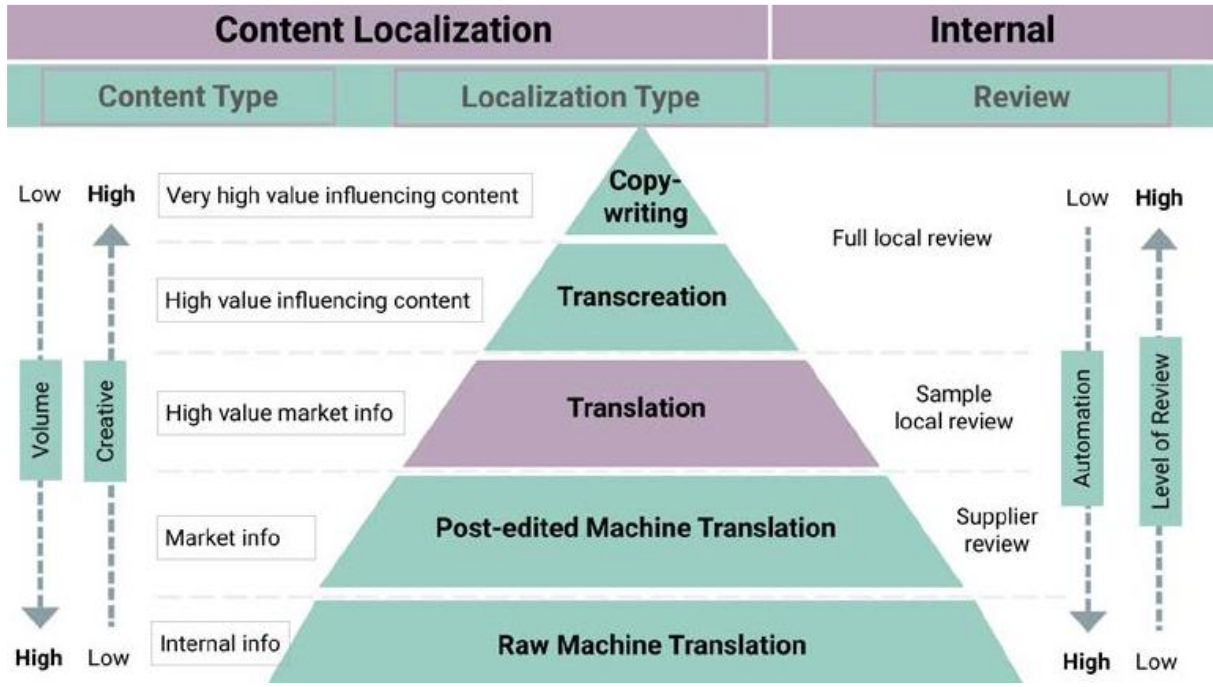 Content Localization
Internal
Content Type
Localization Type
Review
Low
High
Very high value influencing content
Copy-
writing
Full local review
Low
High
High value influencing content
Transcreation
Volume
Creative
High value market info
Translation
Sample
local review
Automation
Level of Review
Market info
Post-edited Machine Translation
Supplier
review
High
Low
Internal info
Raw Machine Translation
High
Low